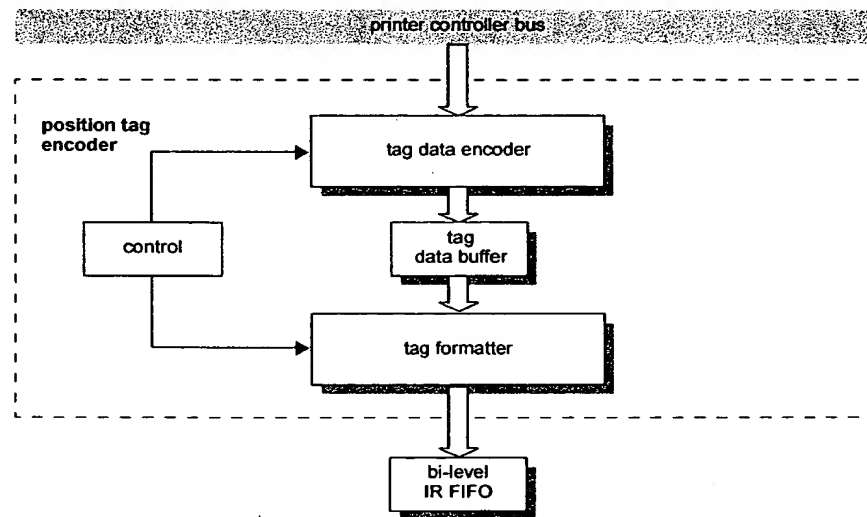 printer controller bus
position tag
encoder
tag data encoder
control
tag
data buffer
tag formatter
bi-level
IR FIFO